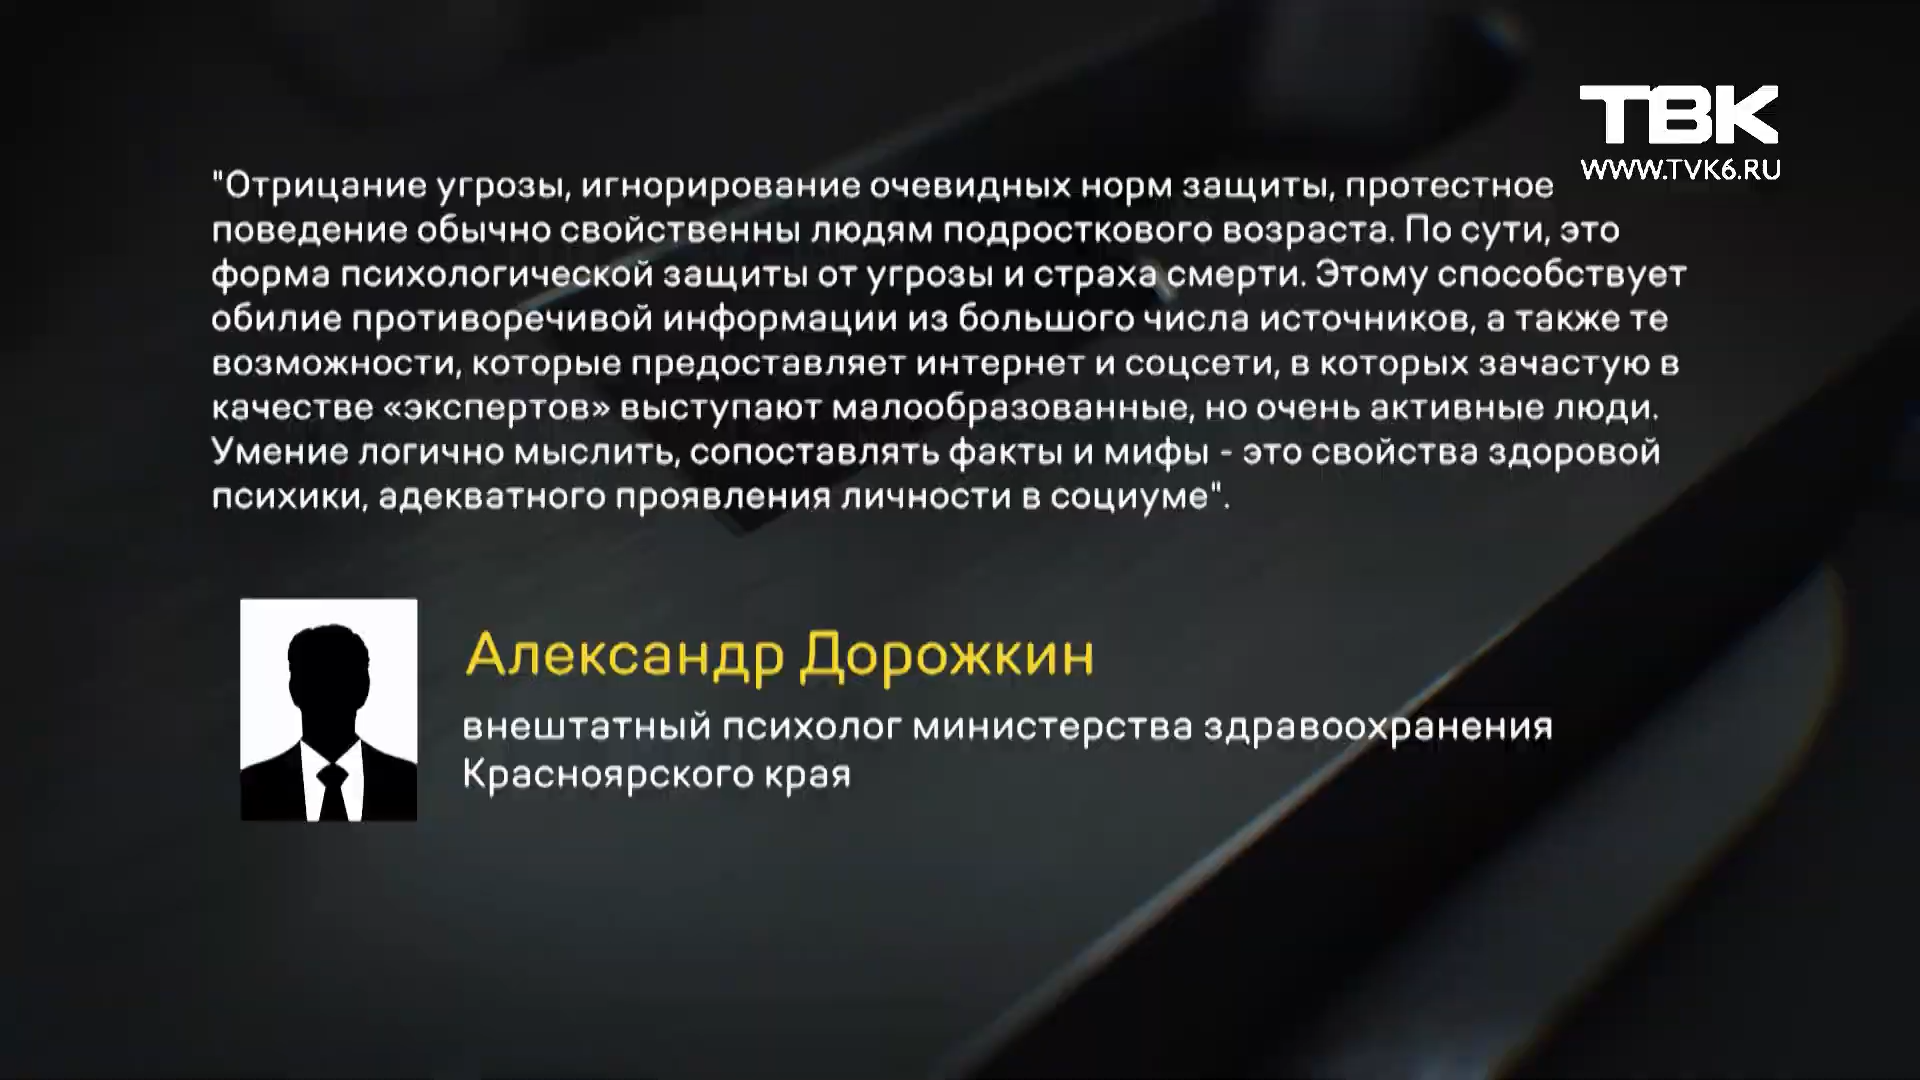 ТВК
WWW.TVK6.RU
"Отрицание угрозы, игнорирование очевидных норм защиты, протестное
поведение обычно свойственны людям подросткового возраста. По сути, это
форма психологической защиты от угрозы и страха смерти. Этому способствует
обилие противоречивой информации из большого числа источников, а также те
возможности, которые предоставляет интернет и соцсети, в которых зачастую в
качестве «экспертов» выступают малообразованные, но очень активные люди.
Умение логично мыслить, сопоставлять факты и мифы - это свойства здоровой
психики, адекватного проявления личности в социуме".
Александр Дорожкин
внештатный психолог министерства здравоохранения
Красноярского края